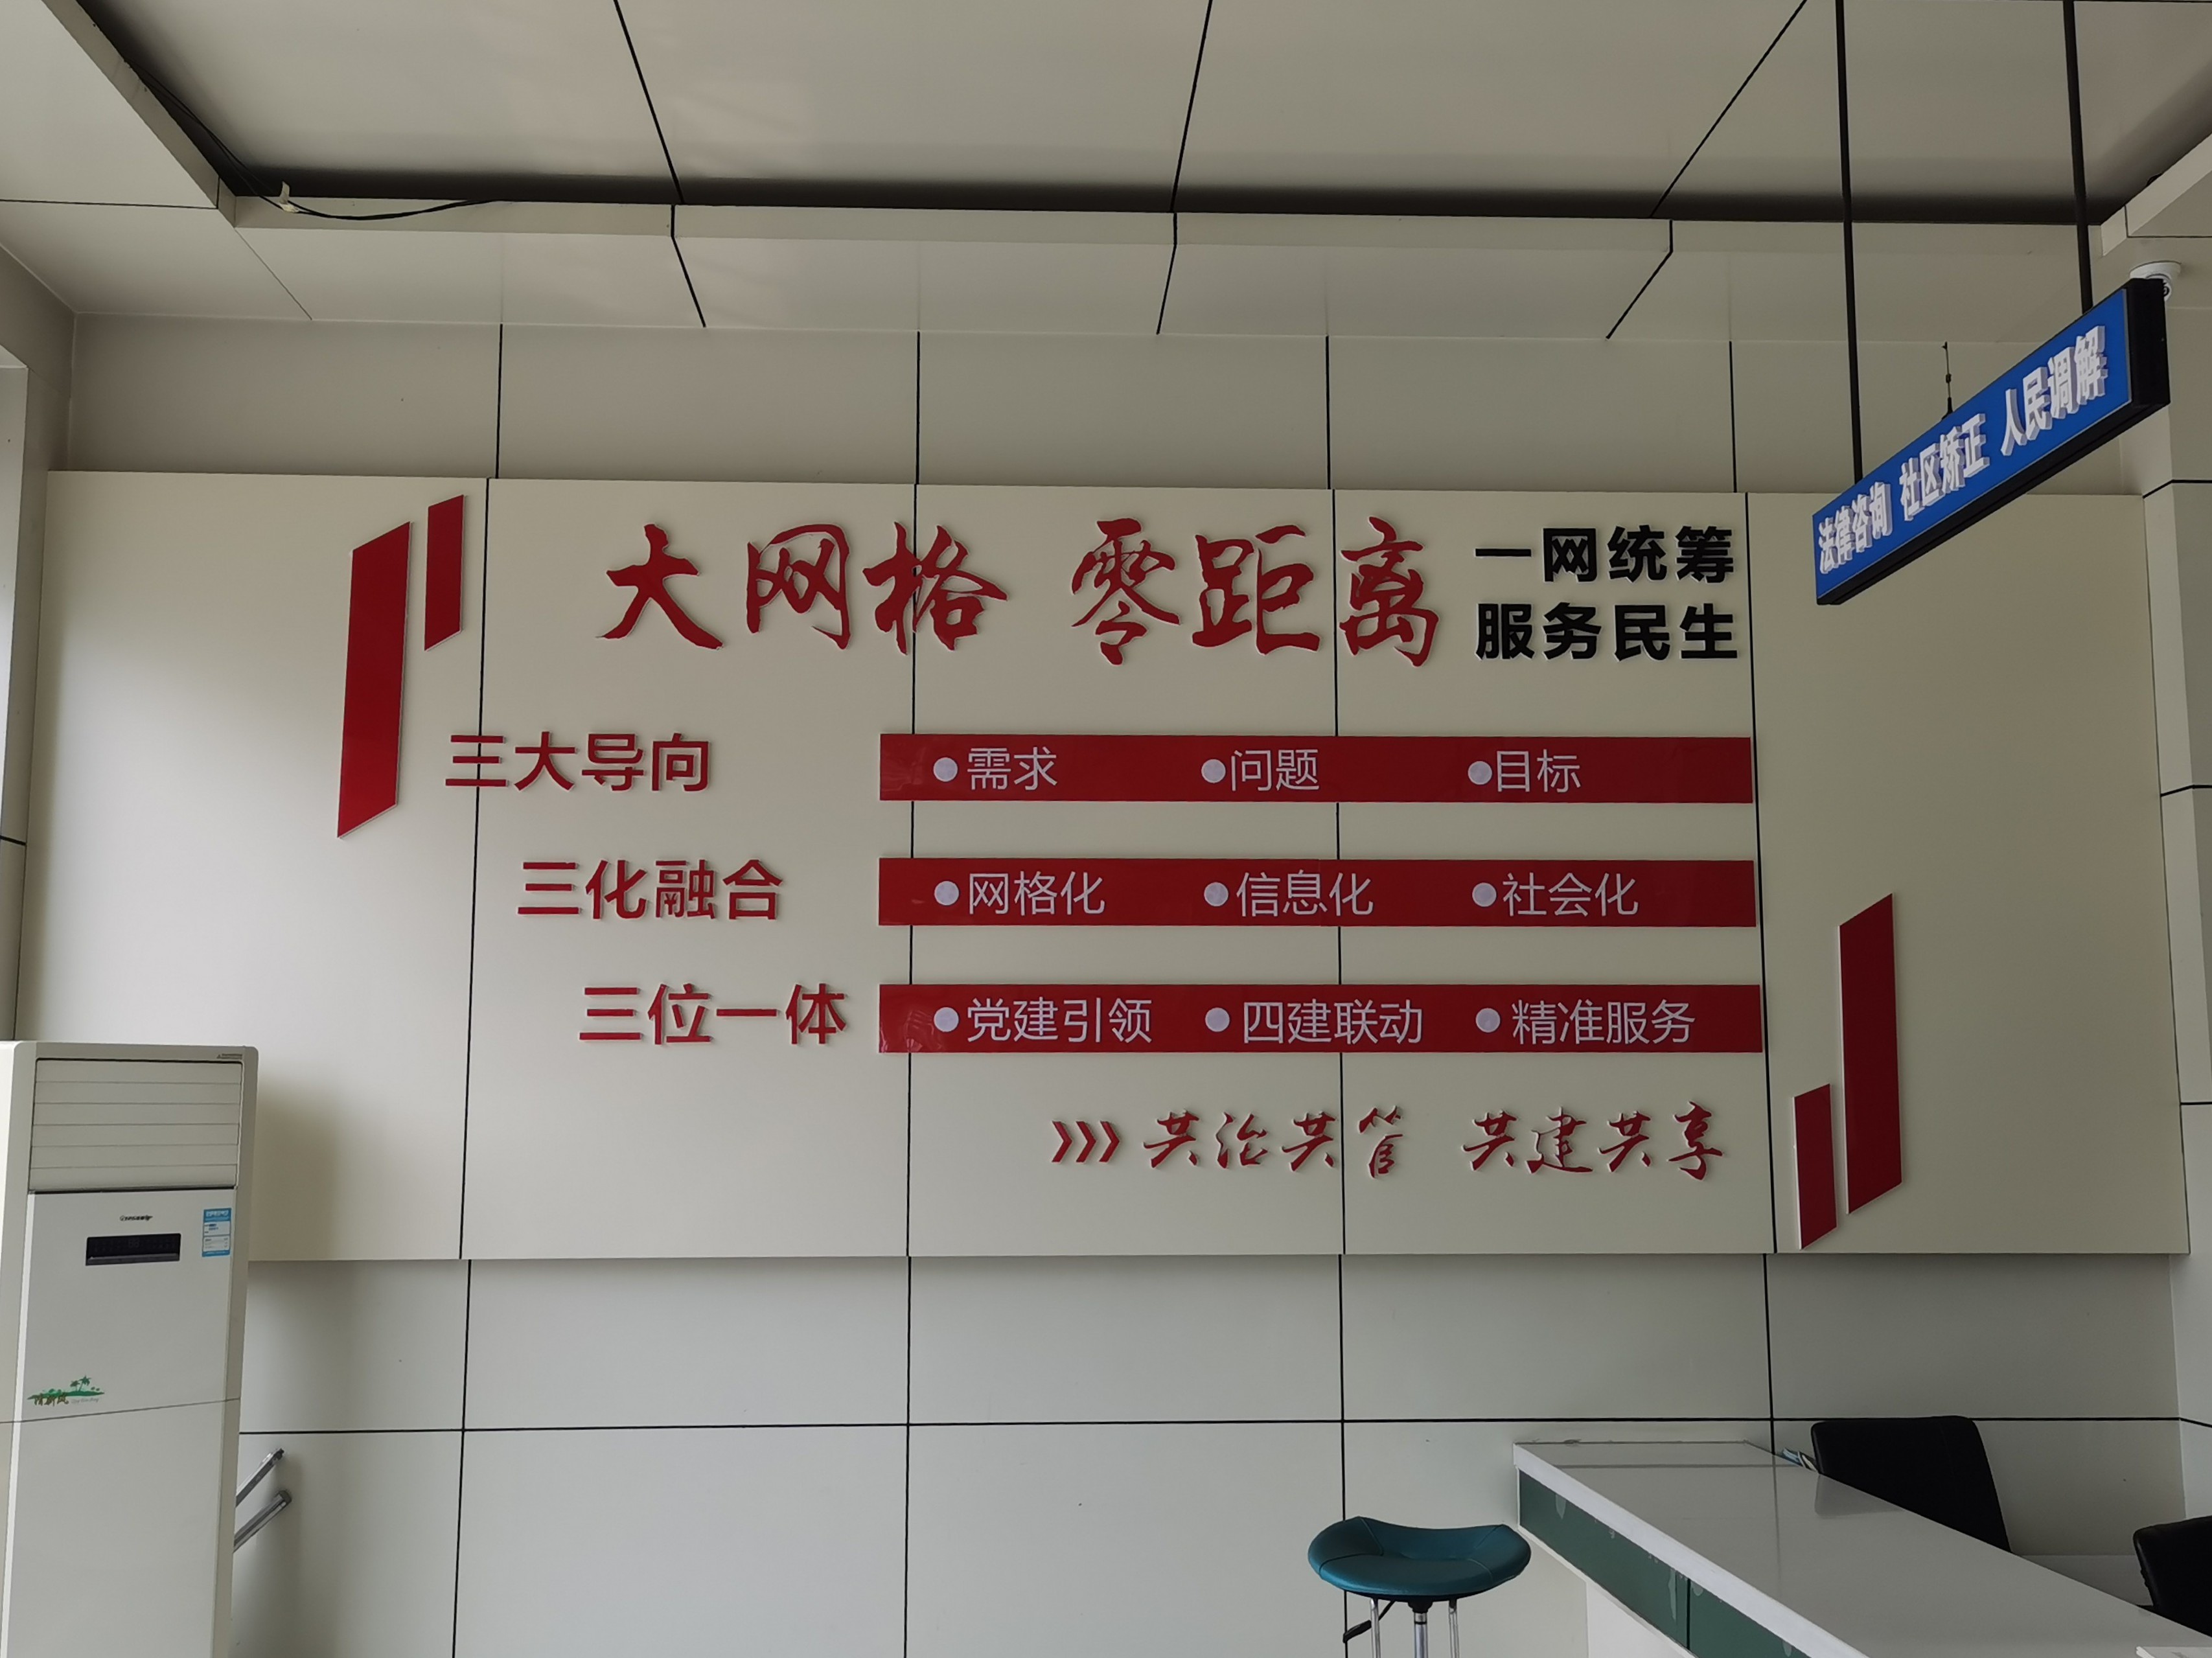 大网格 零距离
一网统筹
服务民生
三大导向
●需求 ●问题 ●目标
三化融合
●网格化 ●信息化 ●社会化
三位一体
●党建引领 ●四建联动 ●精准服务
>>>共治共管 共建共享
法律咨询 社区矫正 人民调解